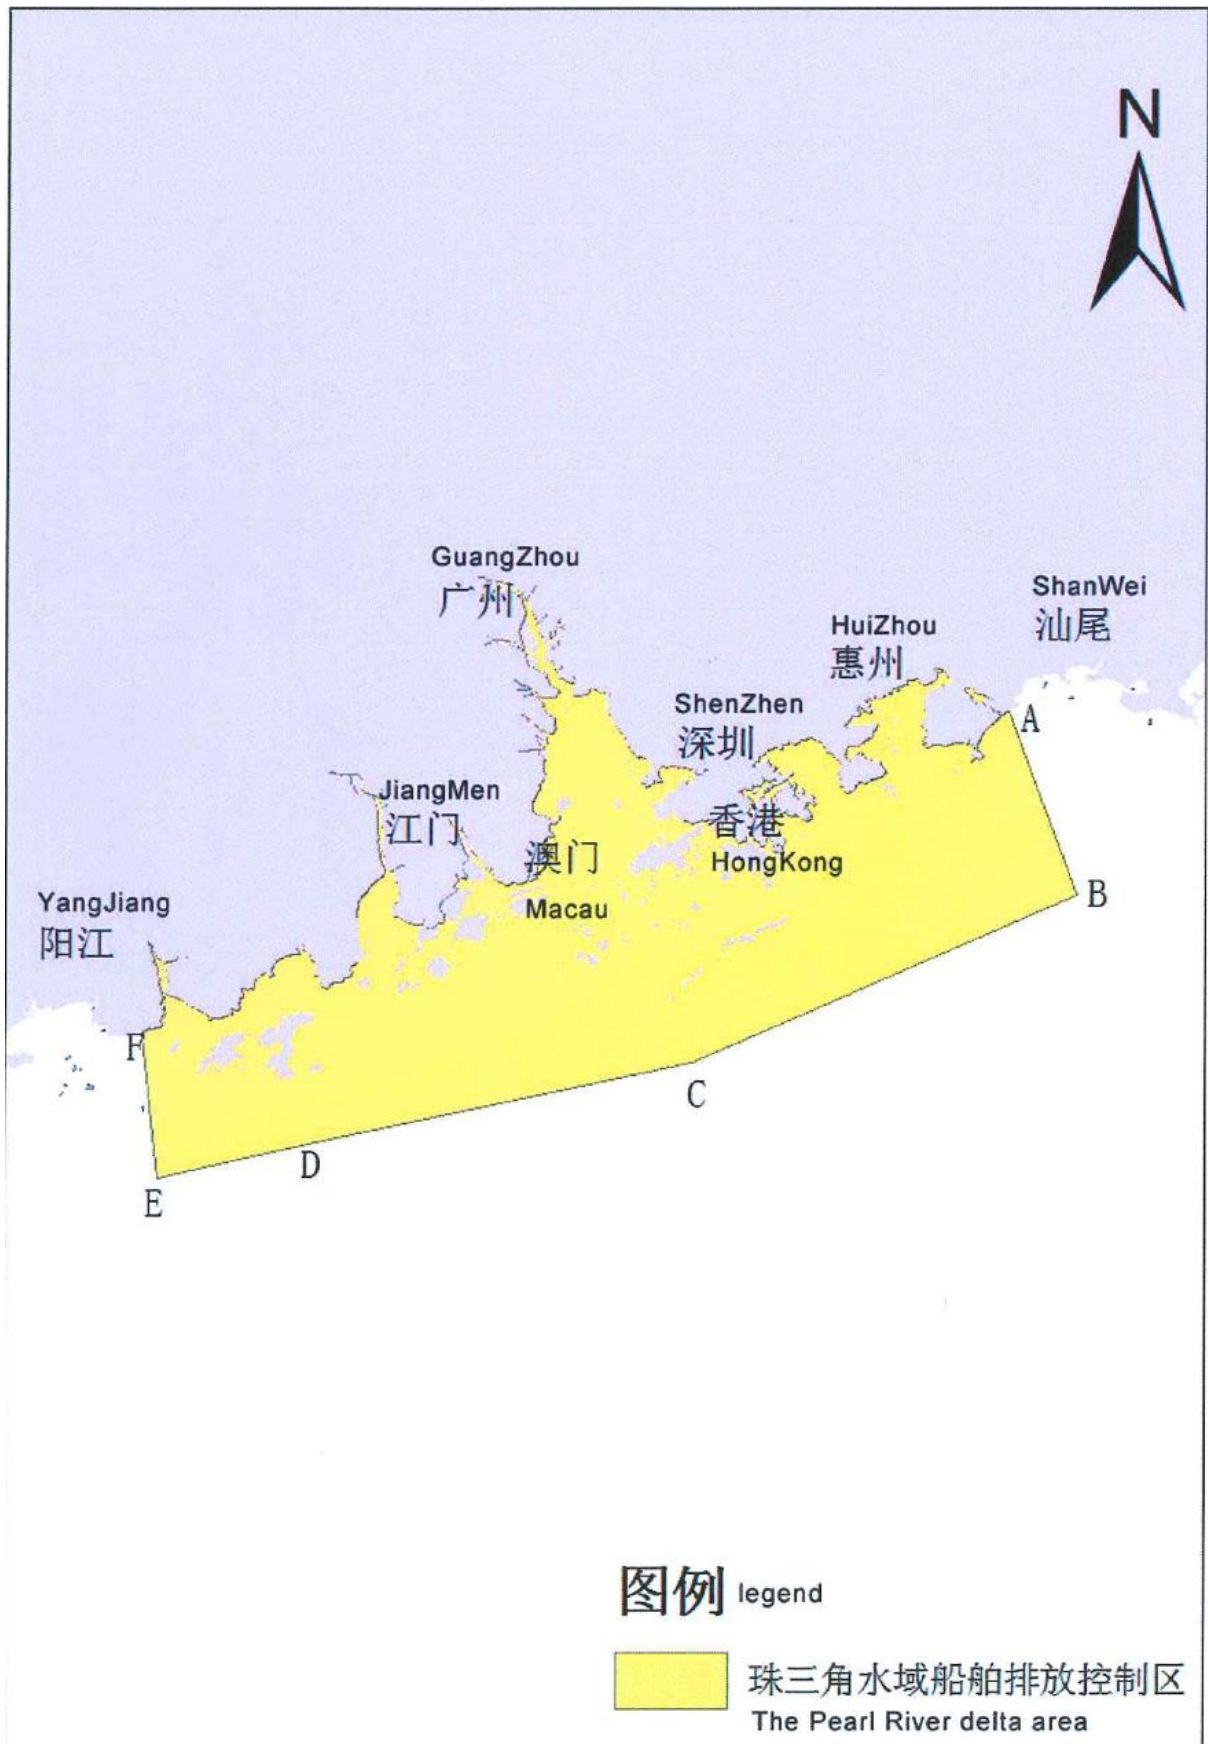 N
GuangZhou
广州
ShanWei
汕尾
HuiZhou
惠州
ShenZhen
深圳
A
JiangMen
江门
香港
HongKong
澳门
Macau
B
YangJiang
阳江
F
C
D
E
图例 legend
珠三角水域船舶排放控制区
The Pearl River delta area